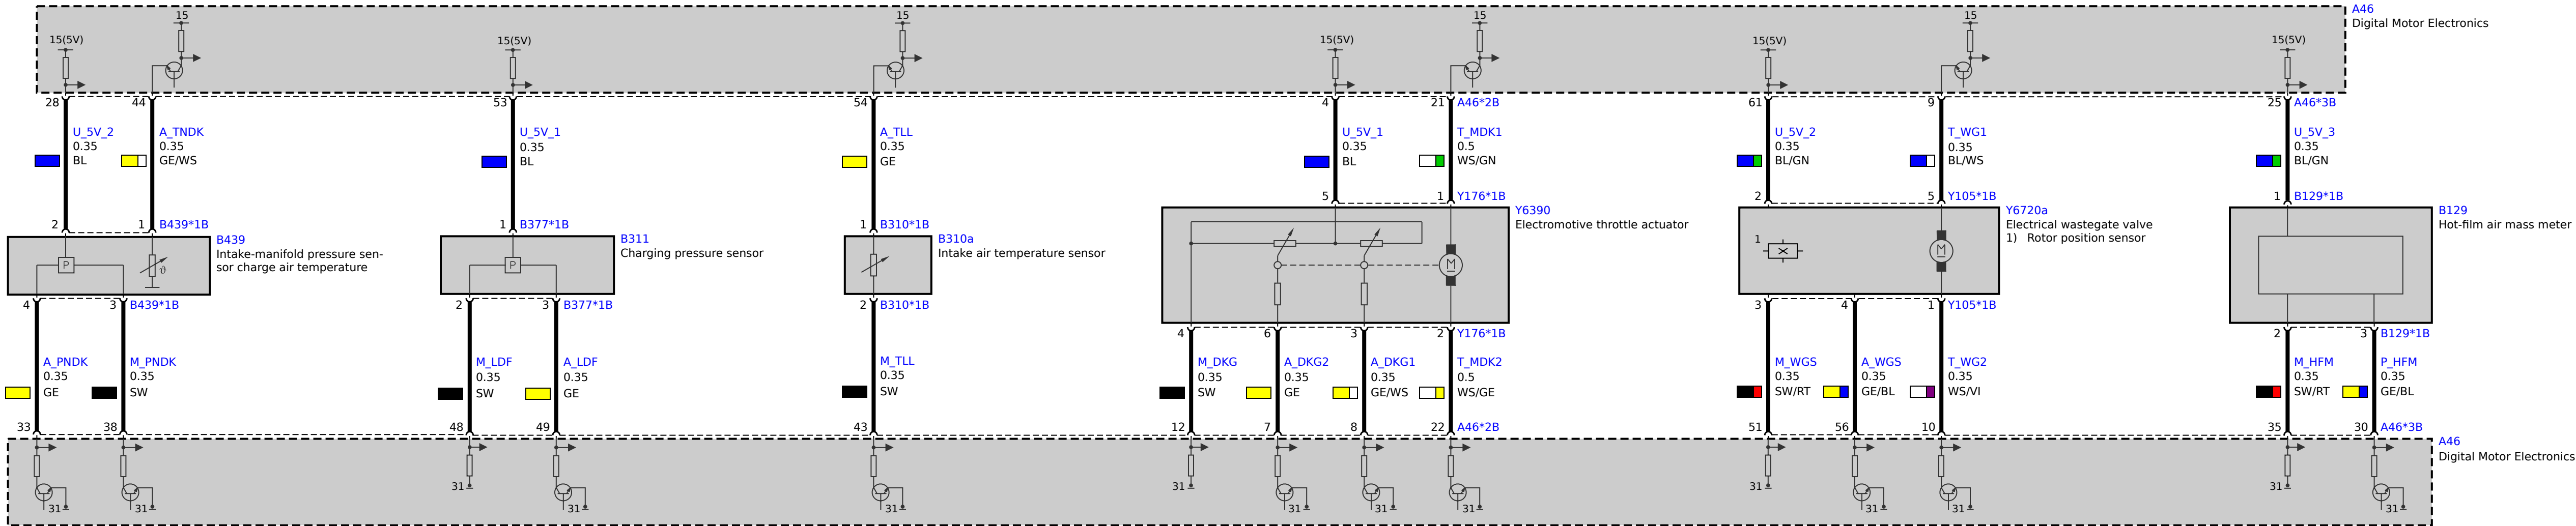 15 15 15 15 A46
Digital Motor Electronics
15(5V) 15(5V) 15(5V) 15(5V) 15(5V)
28 44 53 54 4 21 A46*2B 61 9 25 A46*3B
U_5V_2 A_TNDK U_5V_1 A_TLL U_5V_1 T_MDK1 U_5V_2 T_WG1 U_5V_3
0.35 0.35 0.35 0.35 0.35 0.5 0.35 0.35 0.35
BL GE/WS BL GE BL WS/GN BL/GN BL/WS BL/GN
5 1 Y176*1B 2 5 Y105*1B 1 B129*1B
2 1 B439*1B 1 B377*1B 1 B310*1B
B439
Intake-manifold pressure sen-
sor charge air temperature
P
ϑ
B311
Charging pressure sensor
P
B310a
Intake air temperature sensor
Y6390
Electromotive throttle actuator
M
Y6720a
Electrical wastegate valve
1) Rotor position sensor
1
X
M
B129
Hot-film air mass meter
4 3 B439*1B 2 3 B377*1B 2 B310*1B 3 4 1 Y105*1B
4 6 3 2 Y176*1B 2 3 B129*1B
A_PNDK M_PNDK M_LDF A_LDF M_TLL M_DKG A_DKG2 A_DKG1 T_MDK2 M_WGS A_WGS T_WG2 M_HFM P_HFM
0.35 0.35 0.35 0.35 0.35 0.35 0.35 0.35 0.5 0.35 0.35 0.35 0.35 0.35
GE SW SW GE SW SW GE GE/WS WS/GE SW/RT GE/BL WS/VI SW/RT GE/BL
33 38 48 49 43 12 7 8 22 A46*2B 51 56 10 35 30 A46*3B
A46
Digital Motor Electronics
31 31 31 31
31 31 31 31 31 31 31 31 31 31